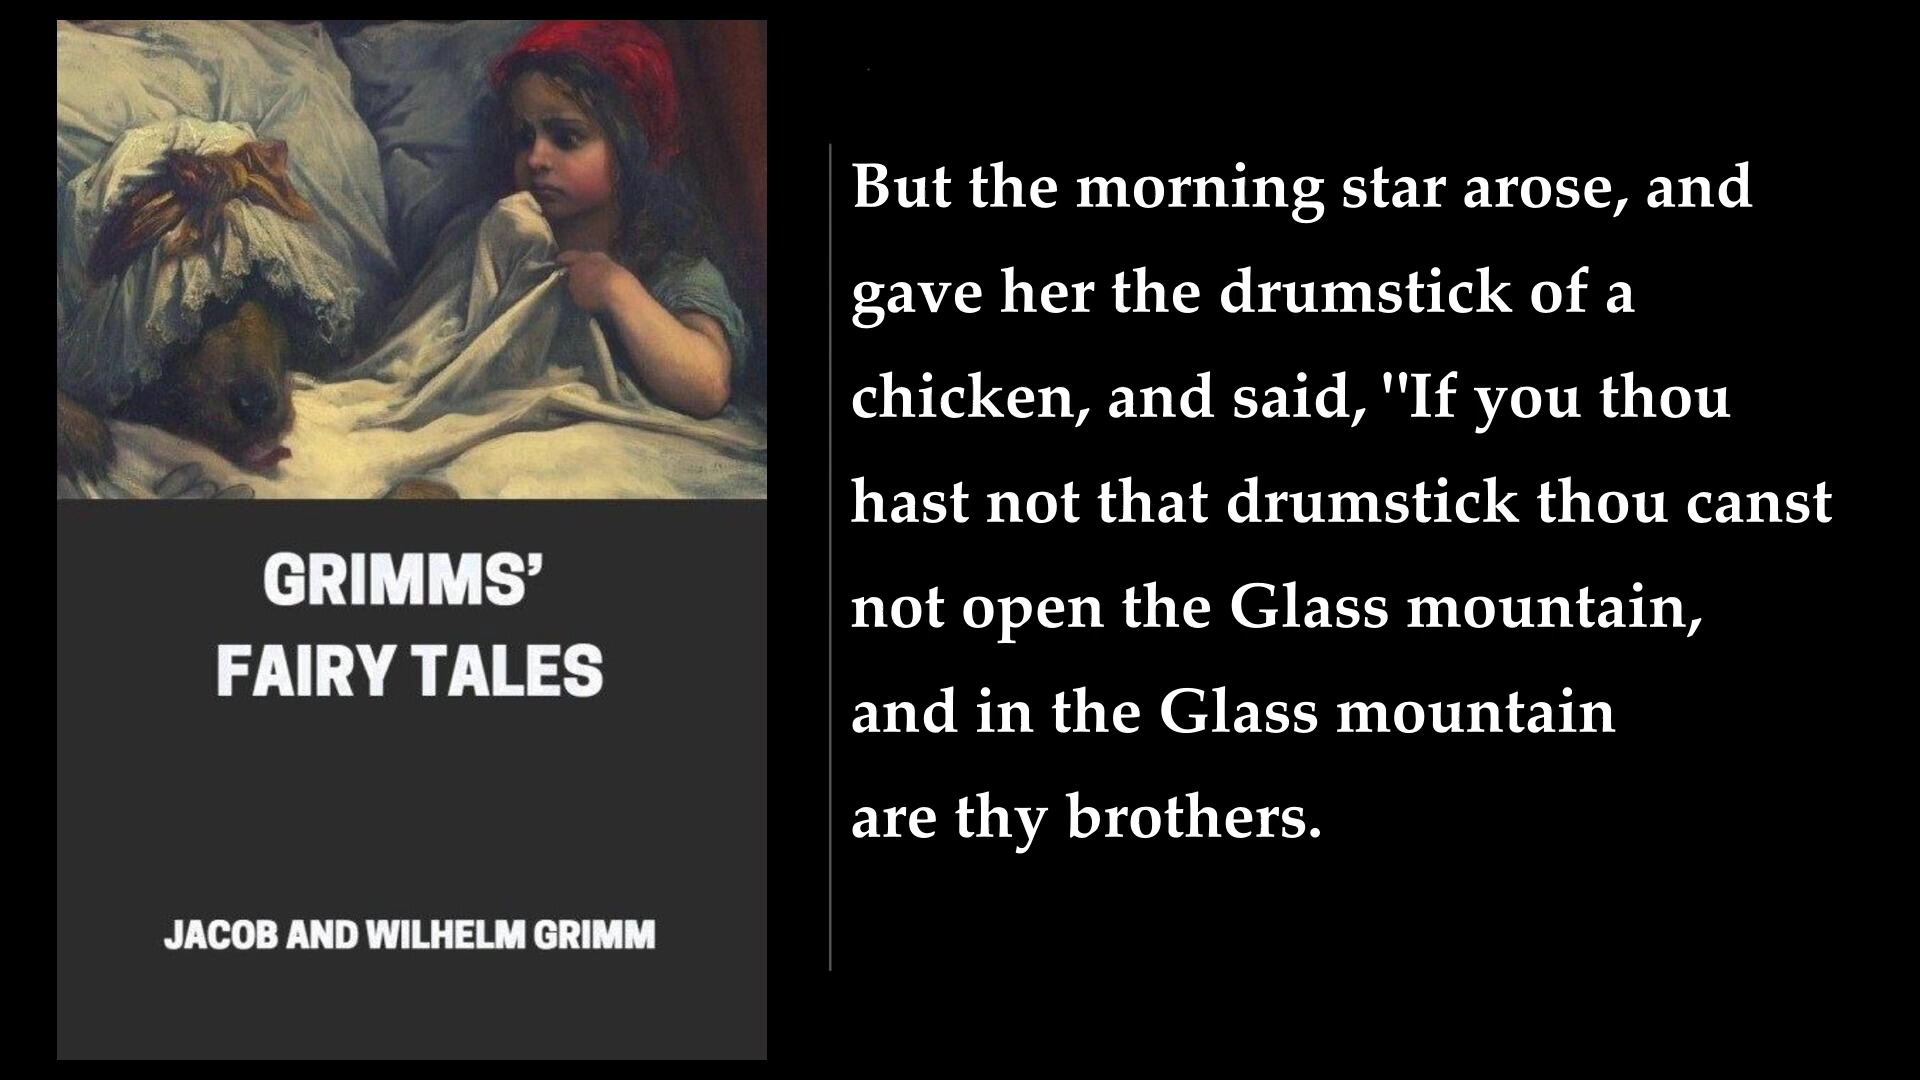 GRIMMS’
FAIRY TALES
JACOB AND WILHELM GRIMM
But the morning star arose, and
gave her the drumstick of a
chicken, and said, "If you thou
hast not that drumstick thou canst
not open the Glass mountain,
and in the Glass mountain
are thy brothers.